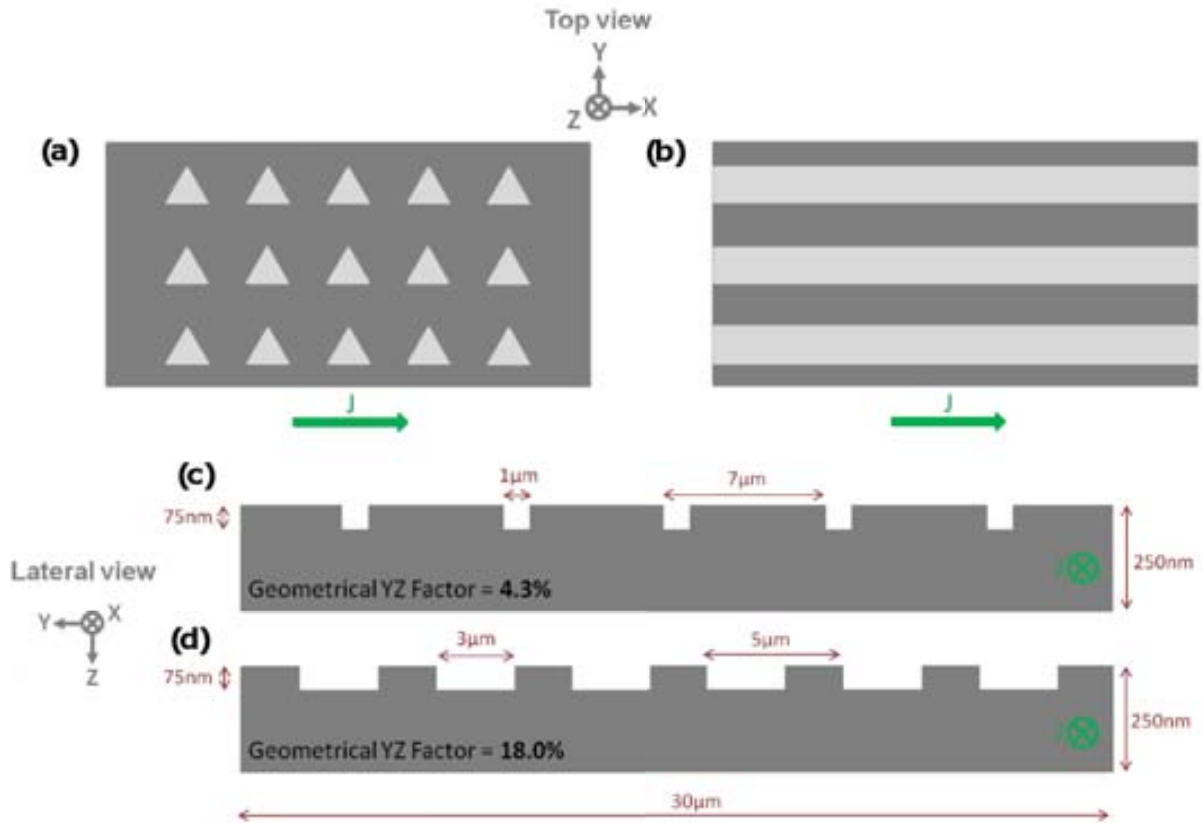 Top view
Y
Z X
(a) (b)
J J
(c)
1μm 7μm
75nm
250nm
Geometrical YZ Factor = 4.3%
Lateral view
Y X
Z
(d)
3μm 5μm
75nm
250nm
Geometrical YZ Factor = 18.0%
30μm